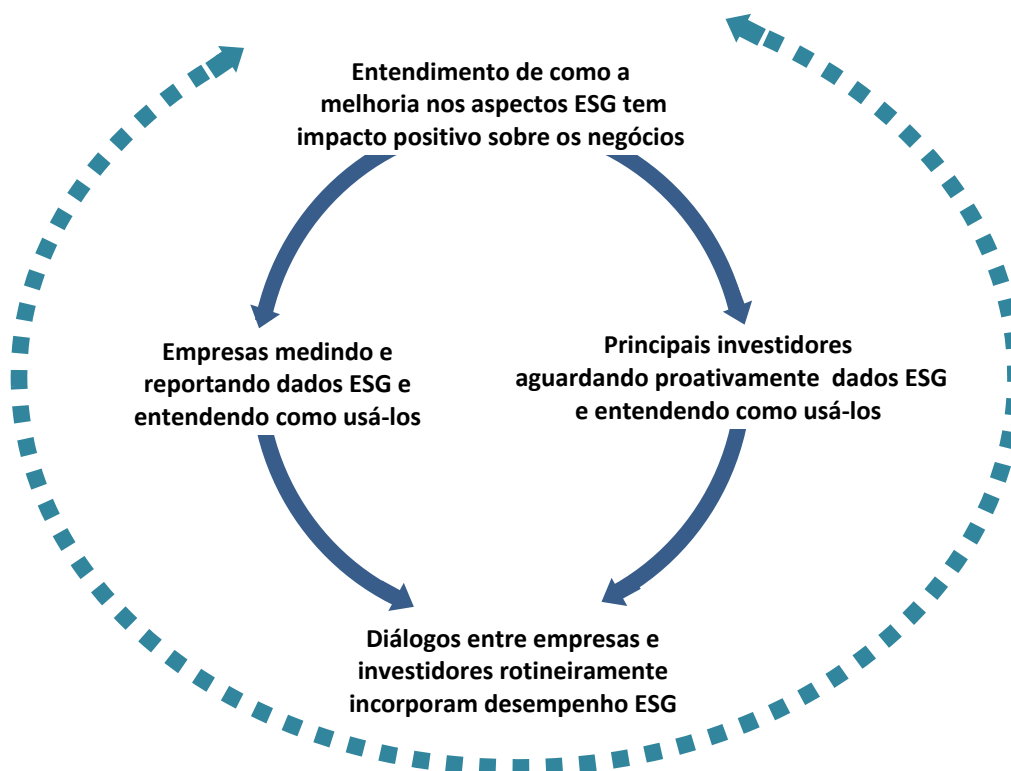 Entendimento de como a
melhoria nos aspectos ESG tem
impacto positivo sobre os negócios
Empresas medindo e
reportando dados ESG e
entendendo como usá-los
Principais investidores
aguardando proativamente dados ESG
e entendendo como usá-los
Diálogos entre empresas e
investidores rotineiramente
incorporam desempenho ESG